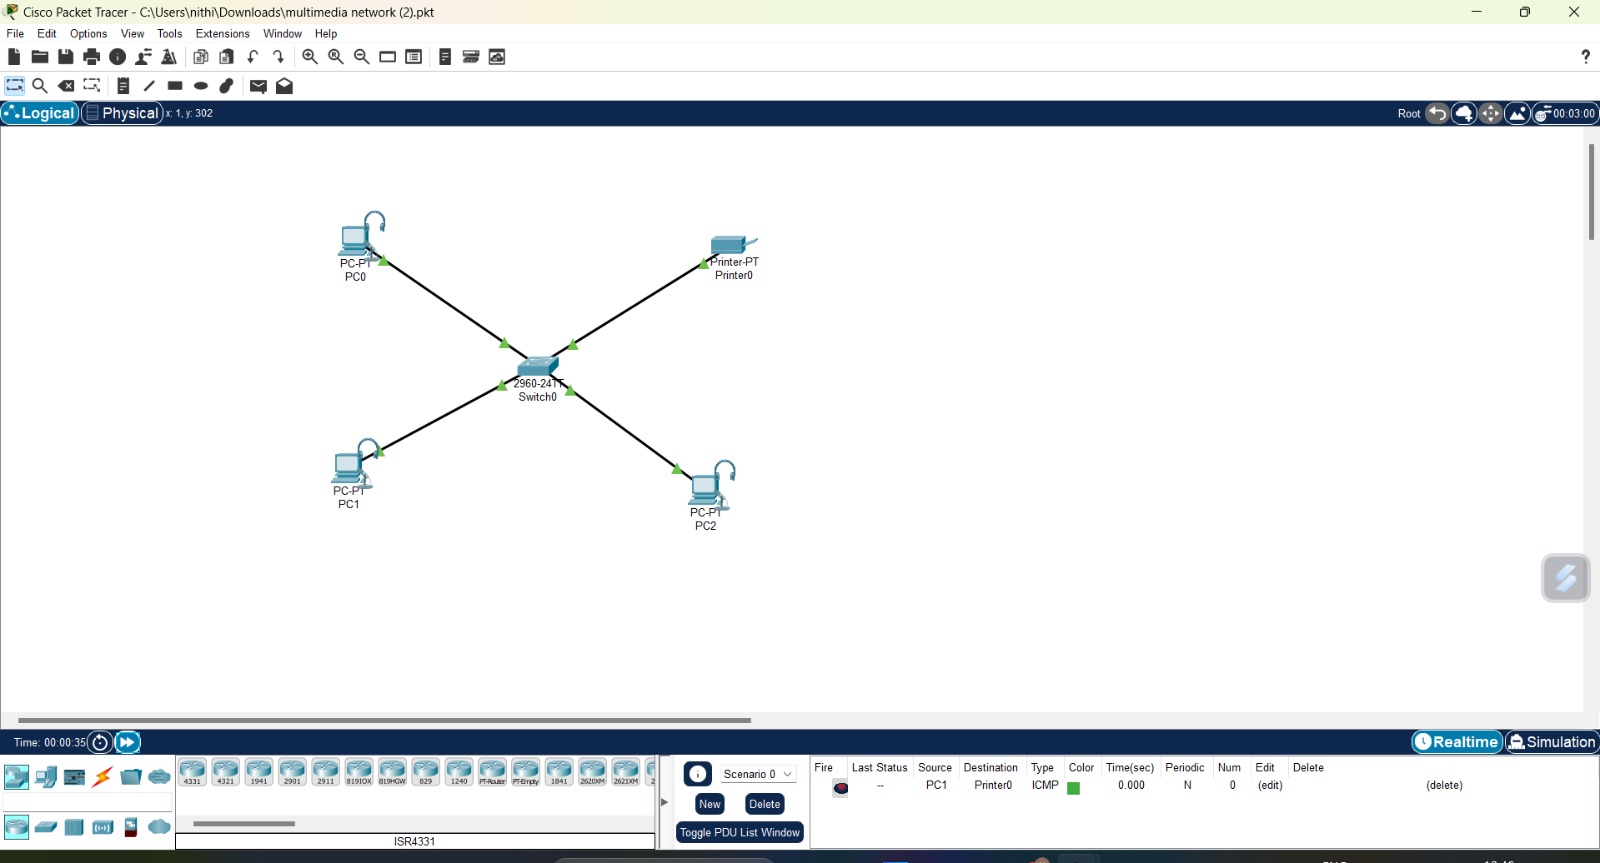 Cisco Packet Tracer - C:\Users\nithi\Downloads\multimedia network (2).pkt
File Edit Options View Tools Extensions Window Help
?
Logical Physical x: 1, y: 302 Root 00:03:00
PC-PT
PC0
Printer-PT
Printer0
2960-24TT
Switch0
PC-PT
PC1
PC-PT
PC2
Time: 00:00:35 Realtime Simulation
4331 4321 1941 2901 2911 819IOX 819HGW 829 1240 PT-Router PT-Empty 1841 2620XM 2621XM
ISR4331
Scenario 0
New Delete
Toggle PDU List Window
Fire Last Status Source Destination Type Color Time(sec) Periodic Num Edit Delete
-- PC1 Printer0 ICMP 0.000 N 0 (edit) (delete)